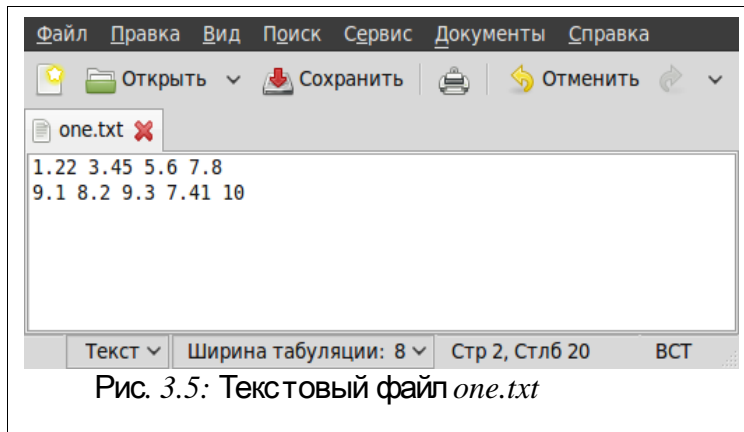 Файл Правка Вид Поиск Сервис Документы Справка
Открыть Сохранить Отменить
one.txt
1.22 3.45 5.6 7.8
9.1 8.2 9.3 7.41 10
Текст Ширина табуляции: 8 Стр 2, Стлб 20 ВСТ
Рис. 3.5: Текстовый файл one.txt